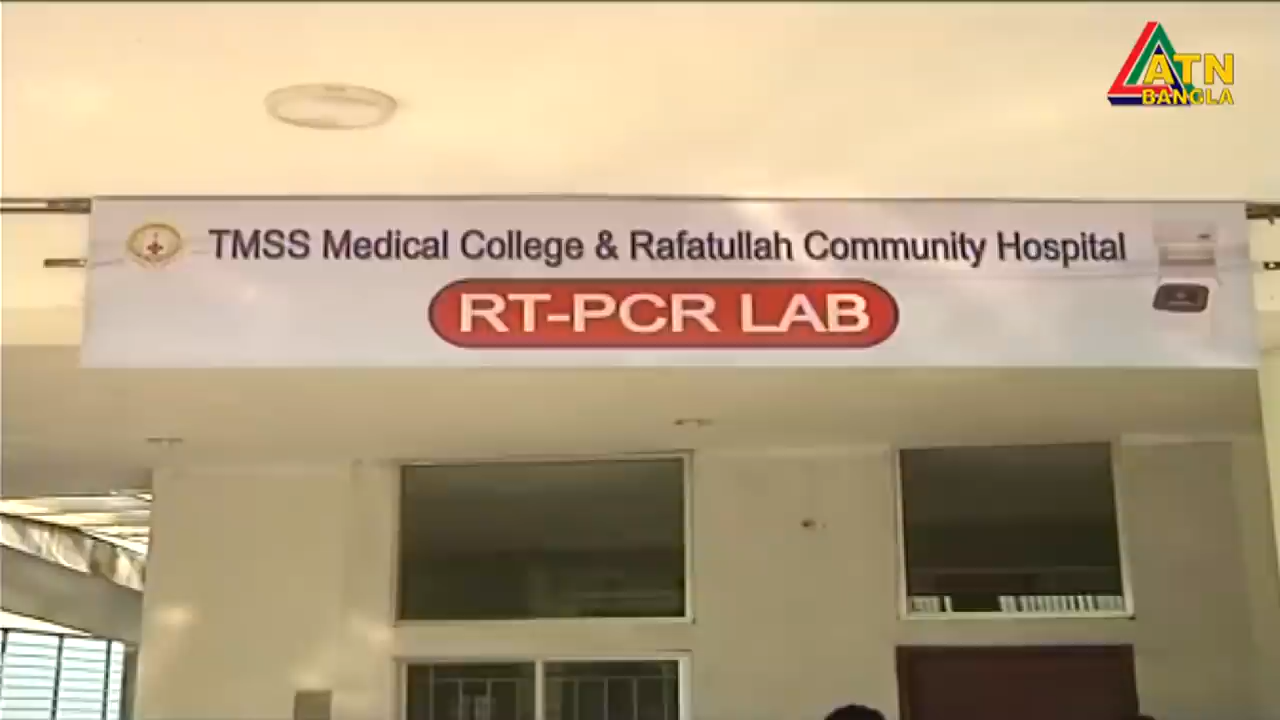 ATN
BANGLA
TMSS Medical College & Rafatullah Community Hospital
RT-PCR LAB